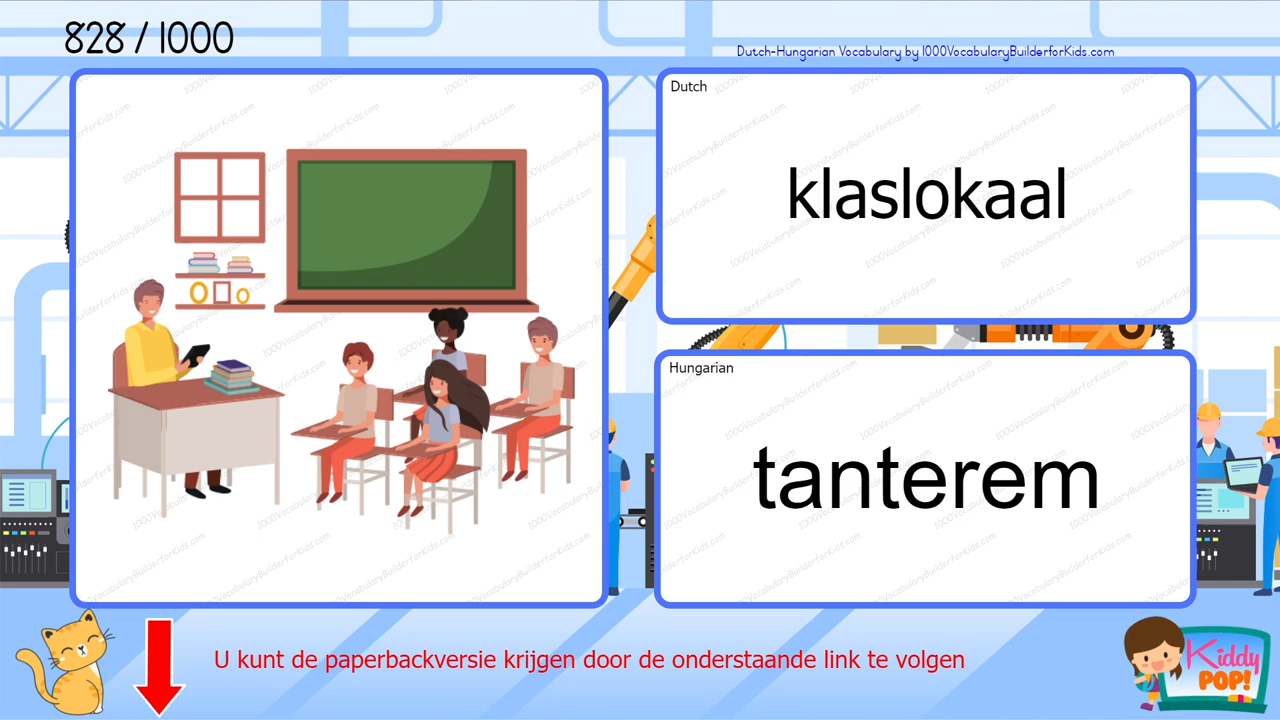 828 / 1000
Dutch-Hungarian Vocabulary by 1000VocabularyBuilderforKids.com
Dutch
klaslokaal
Hungarian
tanterem
U kunt de paperbackversie krijgen door de onderstaande link te volgen
Kiddy
POP!